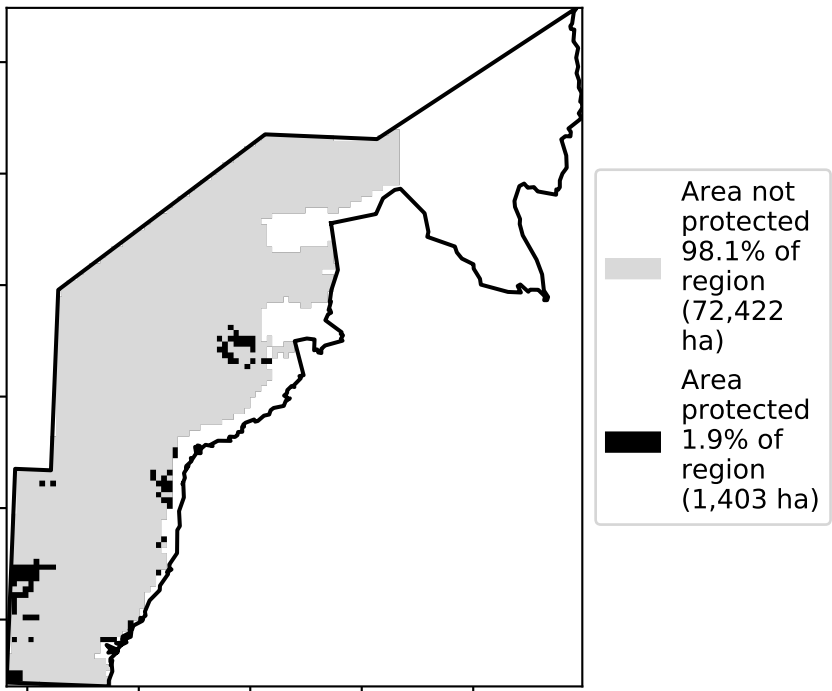 Area not
protected
98.1% of
region
(72,422
ha)
Area
protected
1.9% of
region
(1,403 ha)